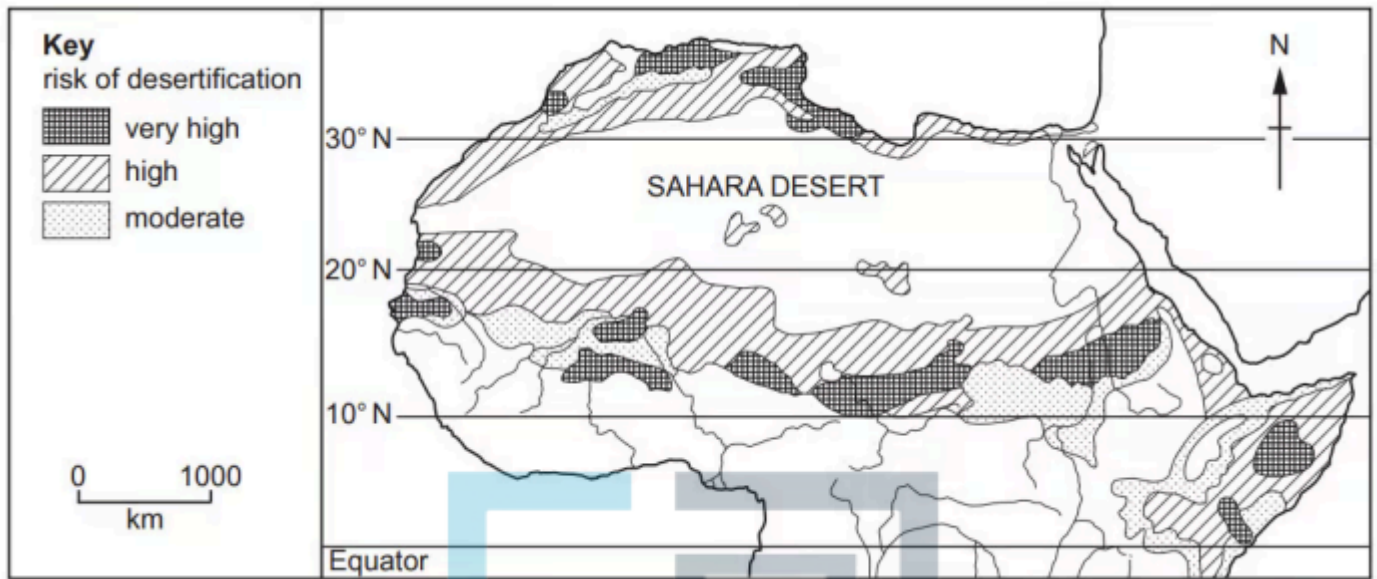 Key
risk of desertification
very high
high
moderate
0 1000
km
N
30° N
SAHARA DESERT
20° N
10° N
Equator